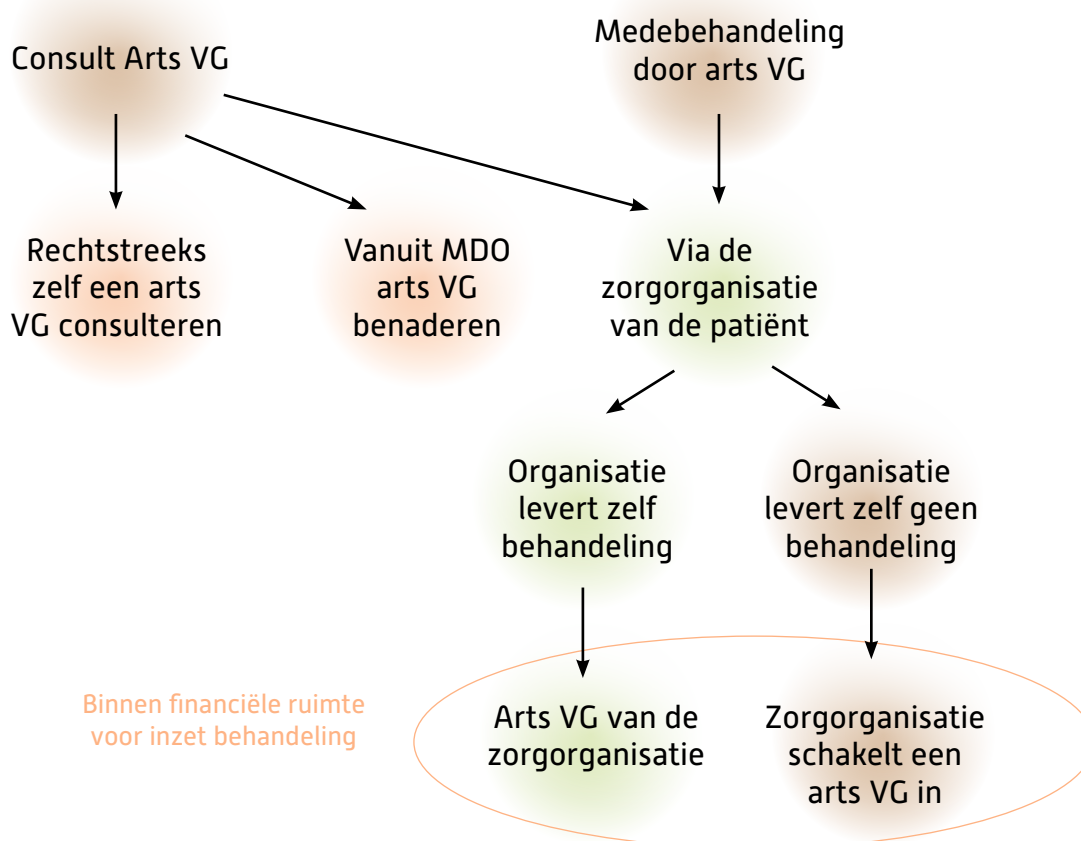 Consult Arts VG
Medebehandeling
door arts VG
Rechtstreeks
zelf een arts
VG consulteren
Vanuit MDO
arts VG
benaderen
Via de
zorgorganisatie
van de patiënt
Organisatie
levert zelf
behandeling
Organisatie
levert zelf geen
behandeling
Binnen financiële ruimte
voor inzet behandeling
Arts VG van de
zorgorganisatie
Zorgorganisatie
schakelt een
arts VG in